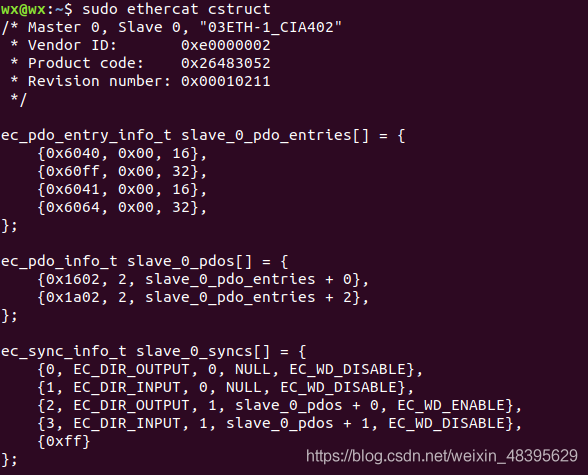 wx@wx:~$ sudo ethercat cstruct
/* Master 0, Slave 0, "03ETH-1_CIA402"
 * Vendor ID:       0xe0000002
 * Product code:    0x26483052
 * Revision number: 0x00010211
 */

ec_pdo_entry_info_t slave_0_pdo_entries[] = {
    {0x6040, 0x00, 16},
    {0x60ff, 0x00, 32},
    {0x6041, 0x00, 16},
    {0x6064, 0x00, 32},
};

ec_pdo_info_t slave_0_pdos[] = {
    {0x1602, 2, slave_0_pdo_entries + 0},
    {0x1a02, 2, slave_0_pdo_entries + 2},
};

ec_sync_info_t slave_0_syncs[] = {
    {0, EC_DIR_OUTPUT, 0, NULL, EC_WD_DISABLE},
    {1, EC_DIR_INPUT, 0, NULL, EC_WD_DISABLE},
    {2, EC_DIR_OUTPUT, 1, slave_0_pdos + 0, EC_WD_ENABLE},
    {3, EC_DIR_INPUT, 1, slave_0_pdos + 1, EC_WD_DISABLE},
    {0xff}
};
https://blog.csdn.net/weixin_48395629